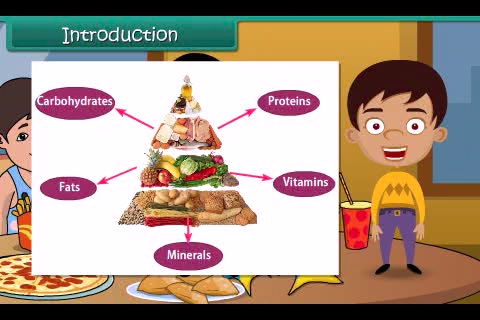 Introduction
Carbohydrates
Proteins
Fats
Vitamins
Minerals